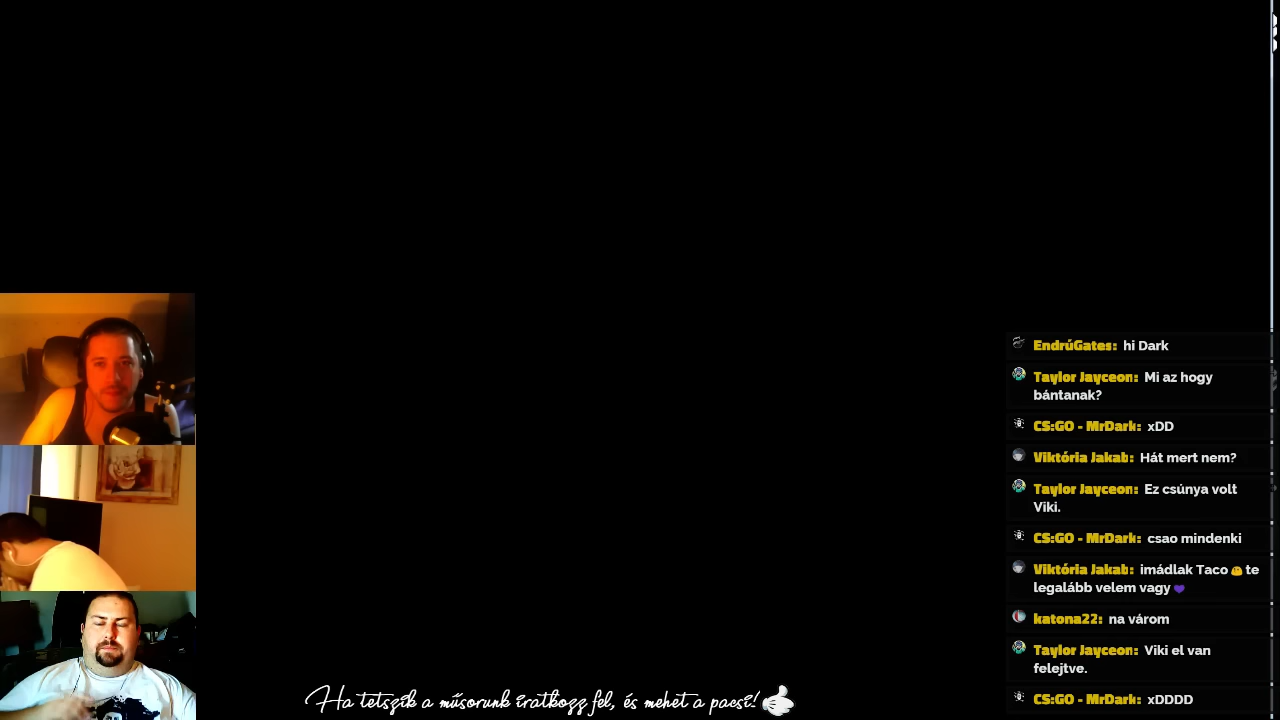 EndrúGates: hi Dark
Taylor Jayceon: Mi az hogy
bántanak?
CS:GO - MrDark: xDD
Viktória Jakab: Hát mert nem?
Taylor Jayceon: Ez csúnya volt
Viki.
CS:GO - MrDark: csao mindenki
Viktória Jakab: imádlak Taco 🤗 te
legalább velem vagy 💜
katona22: na várom
Taylor Jayceon: Viki el van
felejtve.
CS:GO - MrDark: xDDDD
Ha tetszik a műsorunk íratkozz fel, és mehet a pacsi!